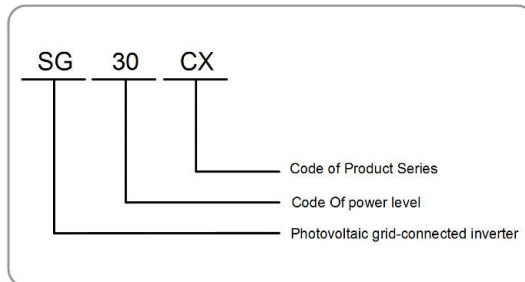 SG 30 CX
Code of Product Series
Code Of power level
Photovoltaic grid-connected inverter